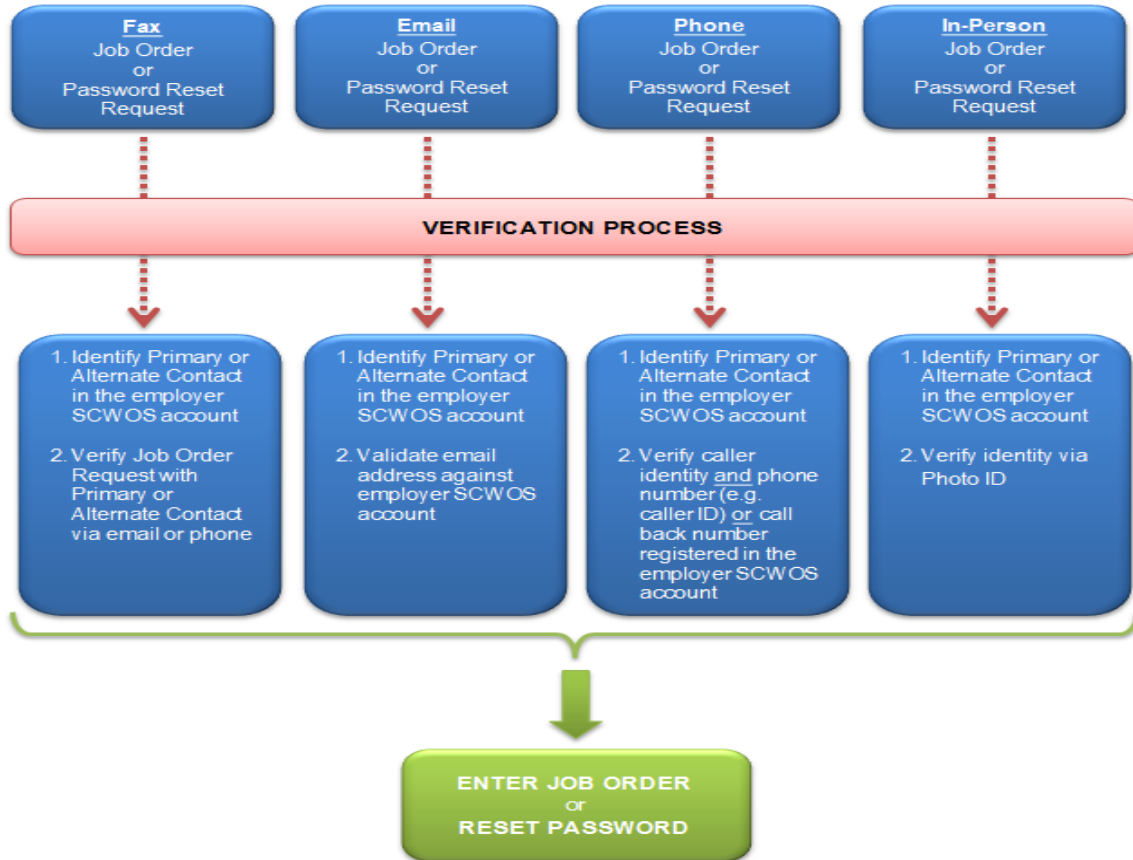 Fax
Job Order
or
Password Reset
Request
Email
Job Order
or
Password Reset
Request
Phone
Job Order
or
Password Reset
Request
In-Person
Job Order
or
Password Reset
Request
VERIFICATION PROCESS
1. Identify Primary or
Alternate Contact
in the employer
SCWOS account
2. Verify Job Order
Request with
Primary or
Alternate Contact
via email or phone
1. Identify Primary or
Alternate Contact
in the employer
SCWOS account
2. Validate email
address against
employer SCWOS
account
1. Identify Primary or
Alternate Contact
in the employer
SCWOS account
2. Verify caller
identity and phone
number (e.g.
caller ID) or call
back number
registered in the
employer SCWOS
account
1. Identify Primary or
Alternate Contact
in the employer
SCWOS account
2. Verify identity via
Photo ID
ENTER JOB ORDER
or
RESET PASSWORD